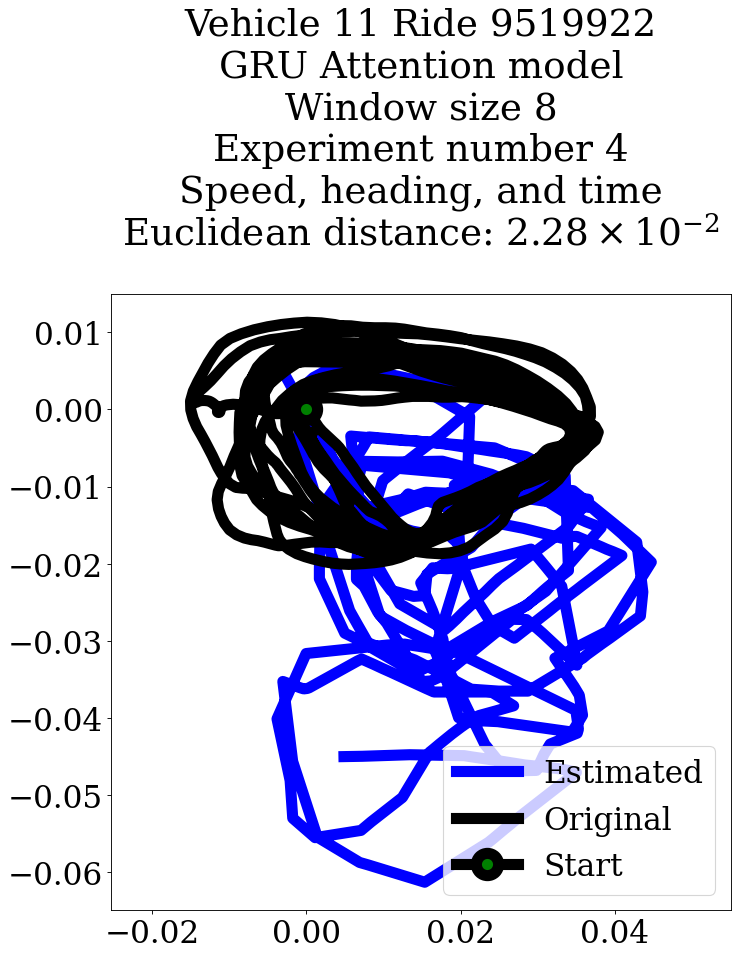 Vehicle 11 Ride 9519922
GRU Attention model
Window size 8
Experiment number 4
Speed, heading, and time
Euclidean distance: 2.28 × 10⁻²
0.01
0.00
−0.01
−0.02
−0.03
−0.04
−0.05
−0.06
Estimated
Original
Start
−0.02 0.00 0.02 0.04